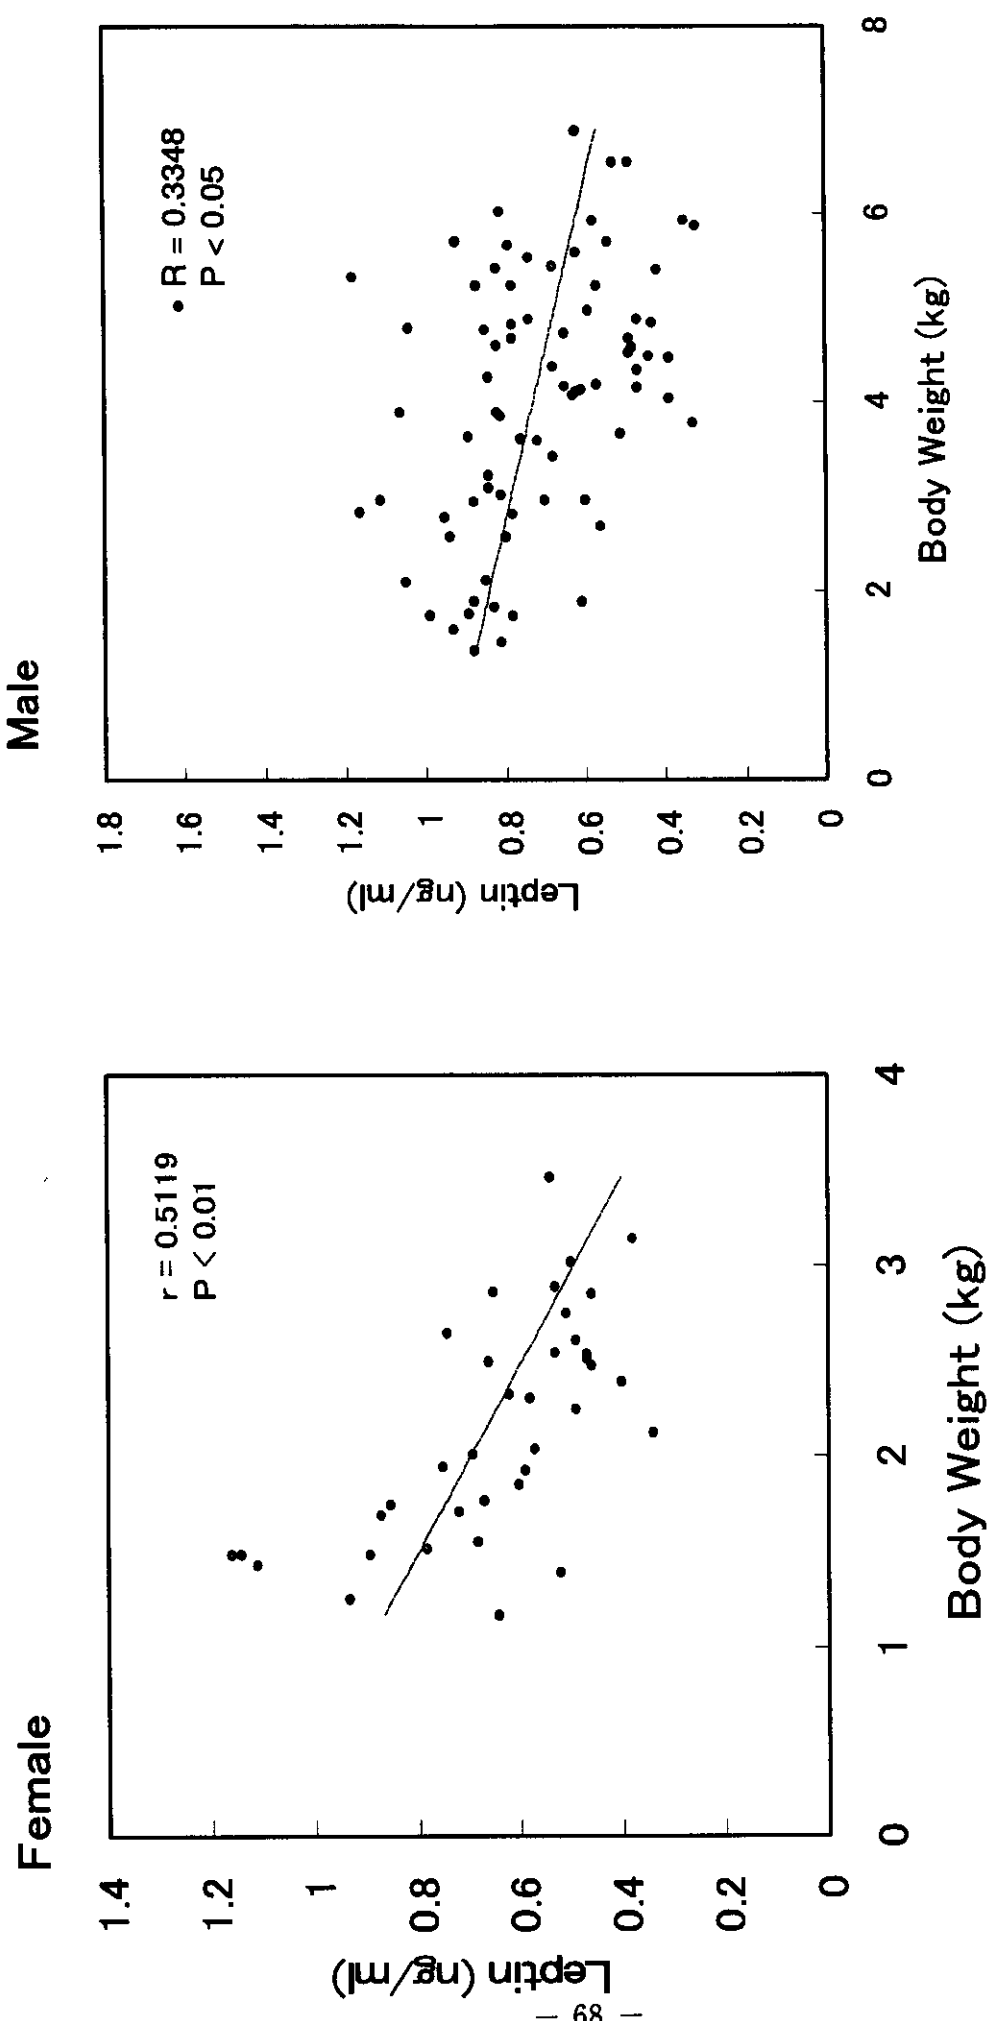 Female
r = 0.5119
P < 0.01
1.4
1.2
1
0.8
0.6
0.4
0.2
0
Leptin (ng/ml)
0
1
2
3
4
Body Weight (kg)
Male
R = 0.3348
P < 0.05
1.8
1.6
1.4
1.2
1
0.8
0.6
0.4
0.2
0
Leptin (ng/ml)
0
2
4
6
8
Body Weight (kg)
— 68 —